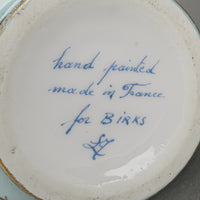 hand painted
made in France
for BIRKS